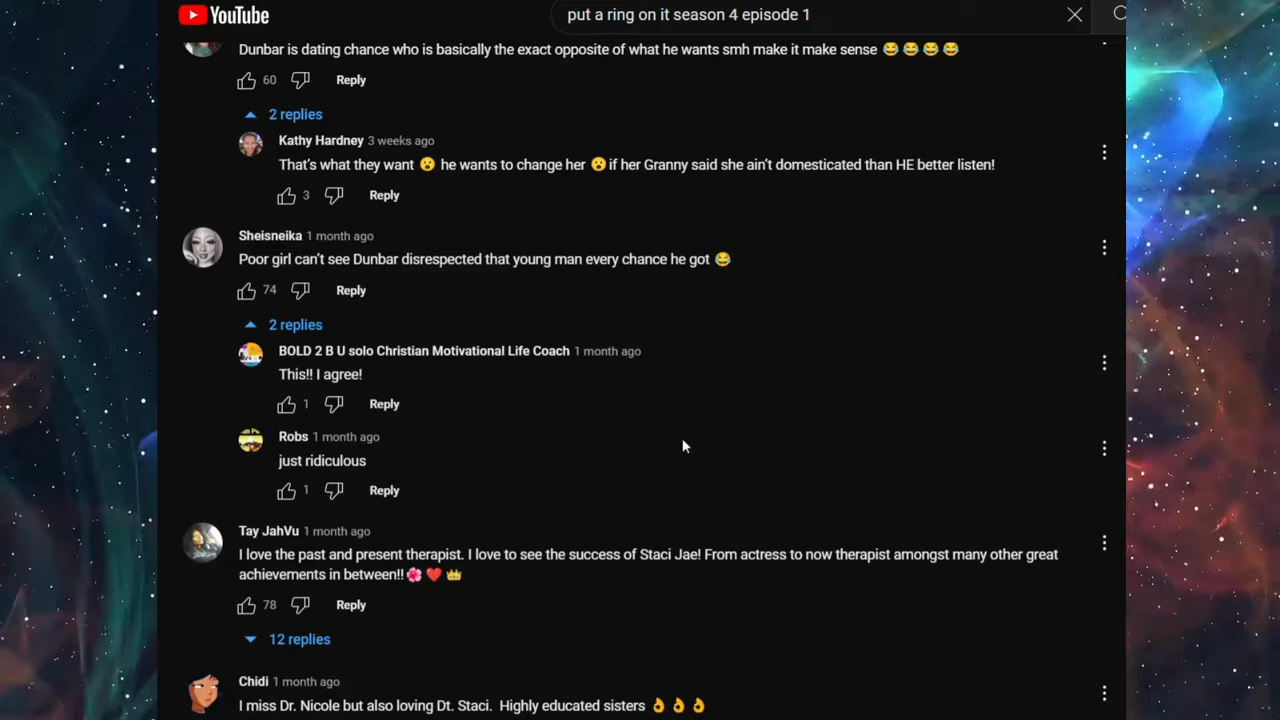 YouTube
put a ring on it season 4 episode 1
Dunbar is dating chance who is basically the exact opposite of what he wants smh make it make sense 😂 😂 😂 😂
60 Reply
2 replies
Kathy Hardney 3 weeks ago
That's what they want 😮 he wants to change her 😮 if her Granny said she ain't domesticated than HE better listen!
3 Reply
Sheisneika 1 month ago
Poor girl can't see Dunbar disrespected that young man every chance he got 😂
74 Reply
2 replies
BOLD 2 B U solo Christian Motivational Life Coach 1 month ago
This!! I agree!
1 Reply
Robs 1 month ago
just ridiculous
1 Reply
Tay JahVu 1 month ago
I love the past and present therapist. I love to see the success of Staci Jae! From actress to now therapist amongst many other great
achievements in between!! 🌸 ❤️ 👑
78 Reply
12 replies
Chidi 1 month ago
I miss Dr. Nicole but also loving Dt. Staci. Highly educated sisters 👌 👌 👌